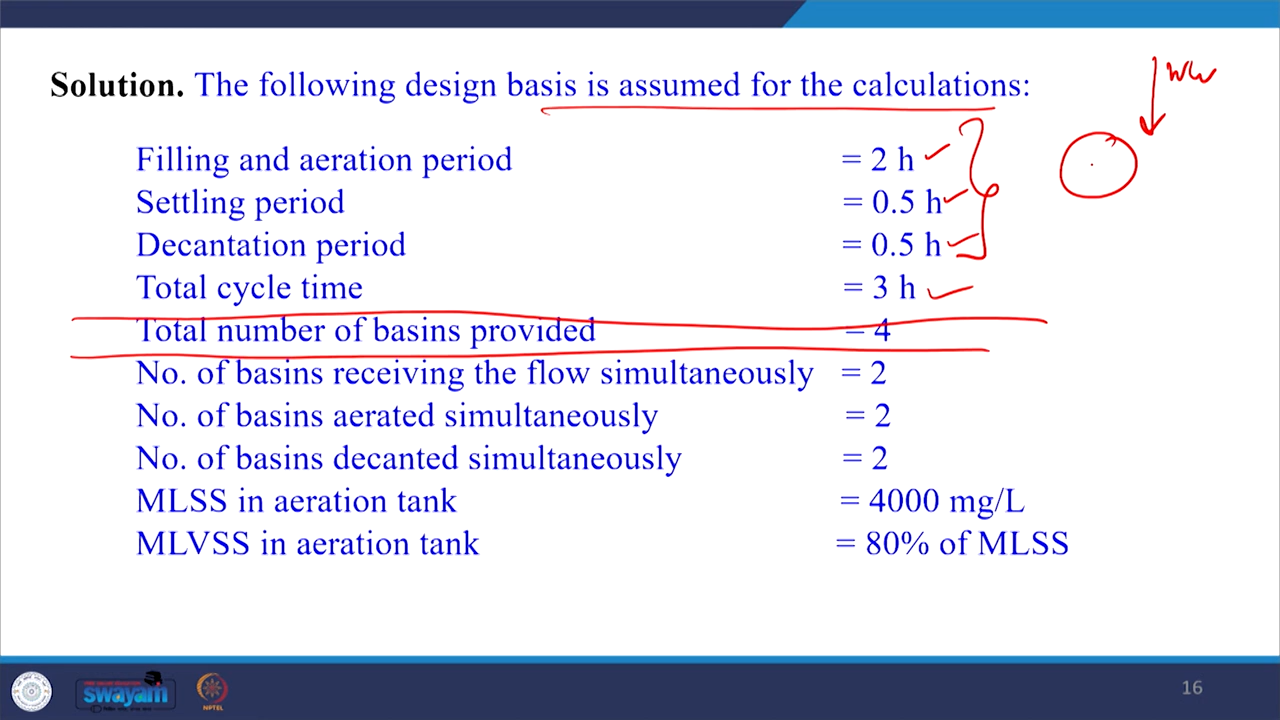 Solution. The following design basis is assumed for the calculations:
WW
Filling and aeration period = 2 h
Settling period = 0.5 h
Decantation period = 0.5 h
Total cycle time = 3 h
Total number of basins provided = 4
No. of basins receiving the flow simultaneously = 2
No. of basins aerated simultaneously = 2
No. of basins decanted simultaneously = 2
MLSS in aeration tank = 4000 mg/L
MLVSS in aeration tank = 80% of MLSS
swayam
NPTEL
16